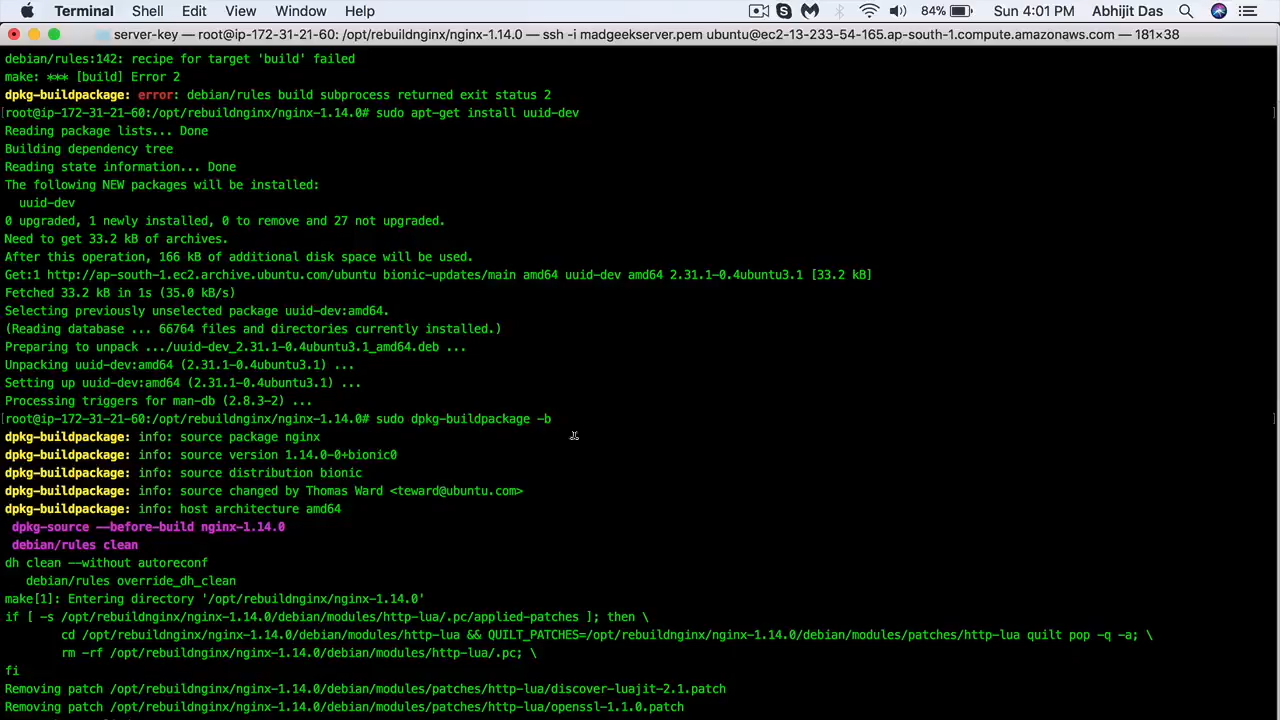 Terminal Shell Edit View Window Help 84% Sun 4:01 PM Abhijit Das
server-key — root@ip-172-31-21-60: /opt/rebuildnginx/nginx-1.14.0 — ssh -i madgeekserver.pem ubuntu@ec2-13-233-54-165.ap-south-1.compute.amazonaws.com — 181×38
debian/rules:142: recipe for target 'build' failed
make: *** [build] Error 2
dpkg-buildpackage: error: debian/rules build subprocess returned exit status 2
[root@ip-172-31-21-60:/opt/rebuildnginx/nginx-1.14.0# sudo apt-get install uuid-dev ]
Reading package lists... Done
Building dependency tree
Reading state information... Done
The following NEW packages will be installed:
  uuid-dev
0 upgraded, 1 newly installed, 0 to remove and 27 not upgraded.
Need to get 33.2 kB of archives.
After this operation, 166 kB of additional disk space will be used.
Get:1 http://ap-south-1.ec2.archive.ubuntu.com/ubuntu bionic-updates/main amd64 uuid-dev amd64 2.31.1-0.4ubuntu3.1 [33.2 kB]
Fetched 33.2 kB in 1s (35.0 kB/s)
Selecting previously unselected package uuid-dev:amd64.
(Reading database ... 66764 files and directories currently installed.)
Preparing to unpack .../uuid-dev_2.31.1-0.4ubuntu3.1_amd64.deb ...
Unpacking uuid-dev:amd64 (2.31.1-0.4ubuntu3.1) ...
Setting up uuid-dev:amd64 (2.31.1-0.4ubuntu3.1) ...
Processing triggers for man-db (2.8.3-2) ...
[root@ip-172-31-21-60:/opt/rebuildnginx/nginx-1.14.0# sudo dpkg-buildpackage -b ]
dpkg-buildpackage: info: source package nginx
dpkg-buildpackage: info: source version 1.14.0-0+bionic0
dpkg-buildpackage: info: source distribution bionic
dpkg-buildpackage: info: source changed by Thomas Ward <teward@ubuntu.com>
dpkg-buildpackage: info: host architecture amd64
 dpkg-source --before-build nginx-1.14.0
 debian/rules clean
dh clean --without autoreconf
   debian/rules override_dh_clean
make[1]: Entering directory '/opt/rebuildnginx/nginx-1.14.0'
if [ -s /opt/rebuildnginx/nginx-1.14.0/debian/modules/http-lua/.pc/applied-patches ]; then \
        cd /opt/rebuildnginx/nginx-1.14.0/debian/modules/http-lua && QUILT_PATCHES=/opt/rebuildnginx/nginx-1.14.0/debian/modules/patches/http-lua quilt pop -q -a; \
        rm -rf /opt/rebuildnginx/nginx-1.14.0/debian/modules/http-lua/.pc; \
fi
Removing patch /opt/rebuildnginx/nginx-1.14.0/debian/modules/patches/http-lua/discover-luajit-2.1.patch
Removing patch /opt/rebuildnginx/nginx-1.14.0/debian/modules/patches/http-lua/openssl-1.1.0.patch